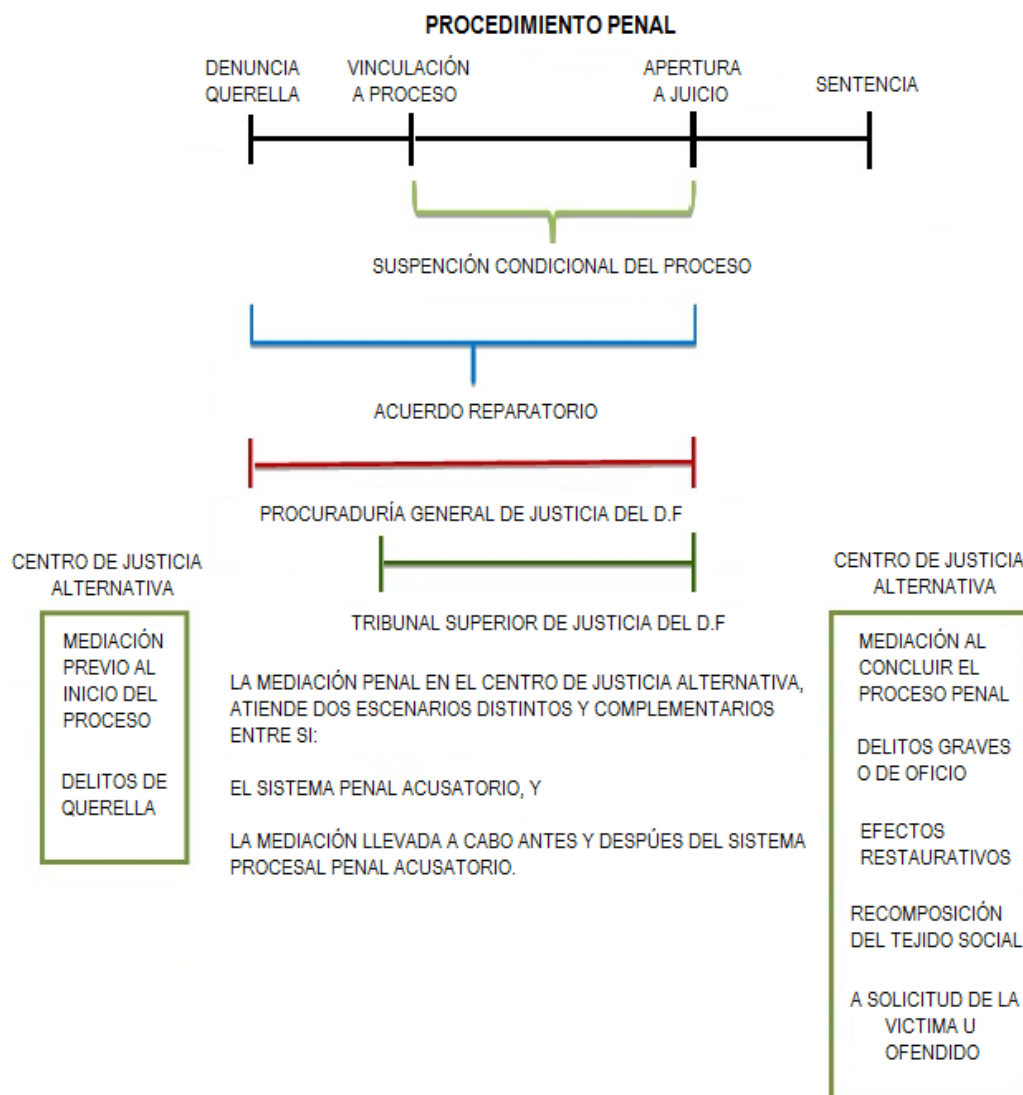 PROCEDIMIENTO PENAL
DENUNCIA
QUERELLA
VINCULACIÓN
A PROCESO
APERTURA
A JUICIO
SENTENCIA
SUSPENCIÓN CONDICIONAL DEL PROCESO
ACUERDO REPARATORIO
PROCURADURÍA GENERAL DE JUSTICIA DEL D.F
TRIBUNAL SUPERIOR DE JUSTICIA DEL D.F
CENTRO DE JUSTICIA
ALTERNATIVA
MEDIACIÓN
PREVIO AL
INICIO DEL
PROCESO
DELITOS DE
QUERELLA
LA MEDIACIÓN PENAL EN EL CENTRO DE JUSTICIA ALTERNATIVA,
ATIENDE DOS ESCENARIOS DISTINTOS Y COMPLEMENTARIOS
ENTRE SI:
EL SISTEMA PENAL ACUSATORIO, Y
LA MEDIACIÓN LLEVADA A CABO ANTES Y DESPÚES DEL SISTEMA
PROCESAL PENAL ACUSATORIO.
CENTRO DE JUSTICIA
ALTERNATIVA
MEDIACIÓN AL
CONCLUIR EL
PROCESO PENAL
DELITOS GRAVES
O DE OFICIO
EFECTOS
RESTAURATIVOS
RECOMPOSICIÓN
DEL TEJIDO SOCIAL
A SOLICITUD DE LA
VICTIMA U
OFENDIDO